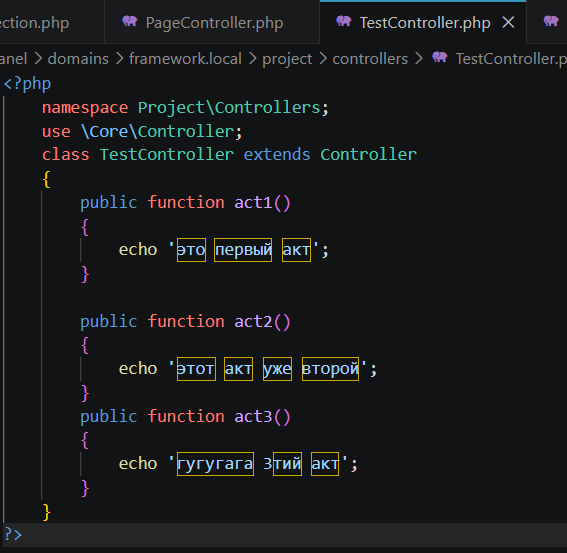 ection.php PageController.php TestController.php
anel > domains > framework.local > project > controllers > TestController.p
<?php
namespace Project\Controllers;
use \Core\Controller;
class TestController extends Controller
{
public function act1()
{
echo 'это первый акт';
}
public function act2()
{
echo 'этот акт уже второй';
}
public function act3()
{
echo 'гугугага 3тий акт';
}
}
?>